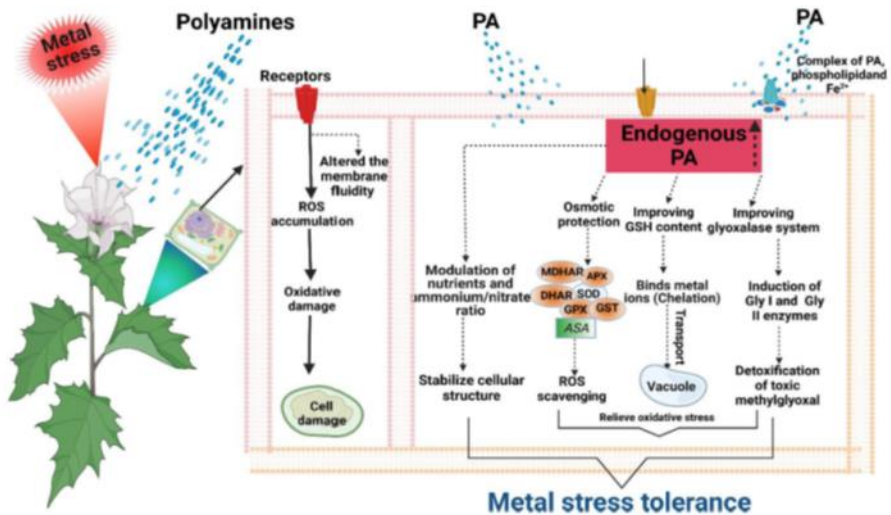 Metal
stress
Polyamines
PA
PA
Receptors
Complex of PA,
phospholipidand
Fe²⁺
Altered the
membrane
fluidity
ROS
accumulation
Oxidative
damage
Cell
damage
Endogenous
PA
Osmotic
protection
Improving
GSH content
Improving
glyoxalase system
Modulation of
nutrients and
ammonium/nitrate
ratio
MDHAR
APX
DHAR
SOD
GPX
GST
ASA
Binds metal
ions (Chelation)
Induction of
Gly I and Gly
II enzymes
Transport
Stabilize cellular
structure
ROS
scavenging
Vacuole
Detoxification
of toxic
methylglyoxal
Relieve oxidative stress
Metal stress tolerance